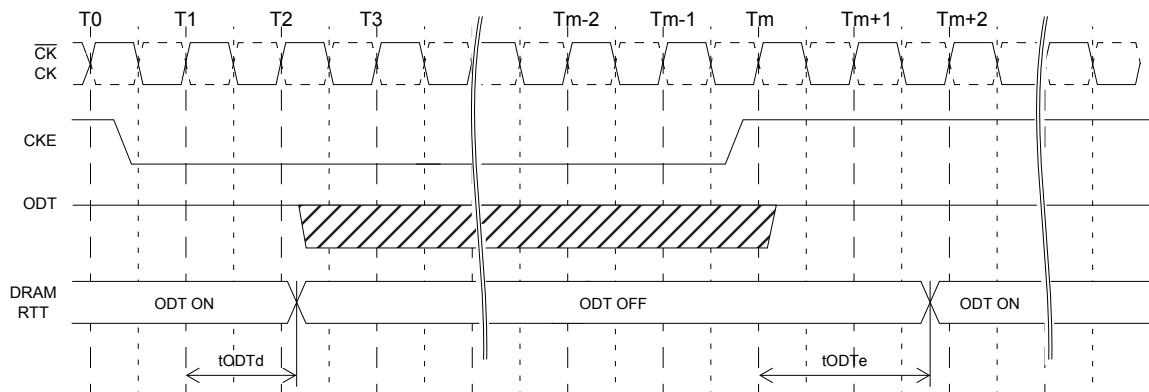 T0 T1 T2 T3 Tm-2 Tm-1 Tm Tm+1 Tm+2
CK
CK
CKE
ODT
DRAM
RTT
ODT ON ODT OFF ODT ON
tODTd tODTe